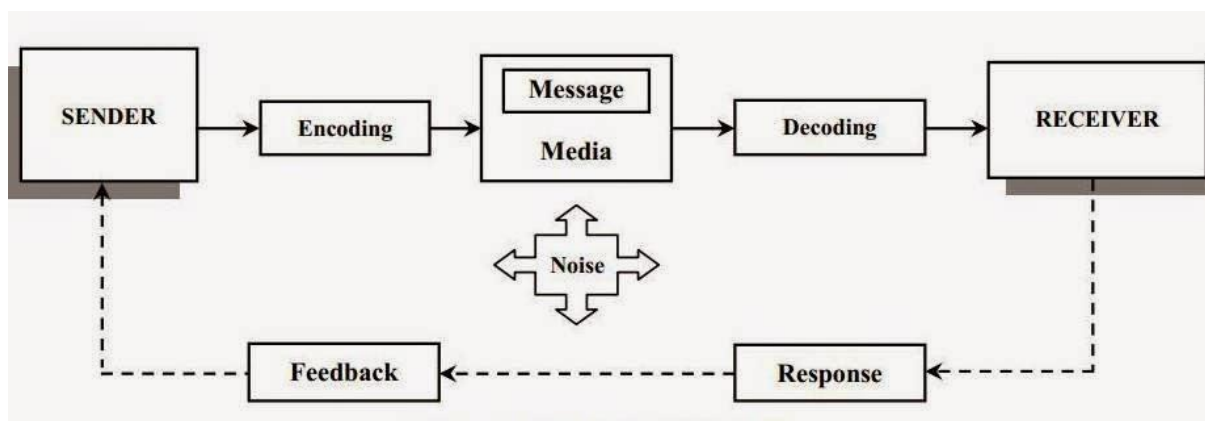 SENDER
Encoding
Message
Media
Decoding
RECEIVER
Noise
Feedback
Response